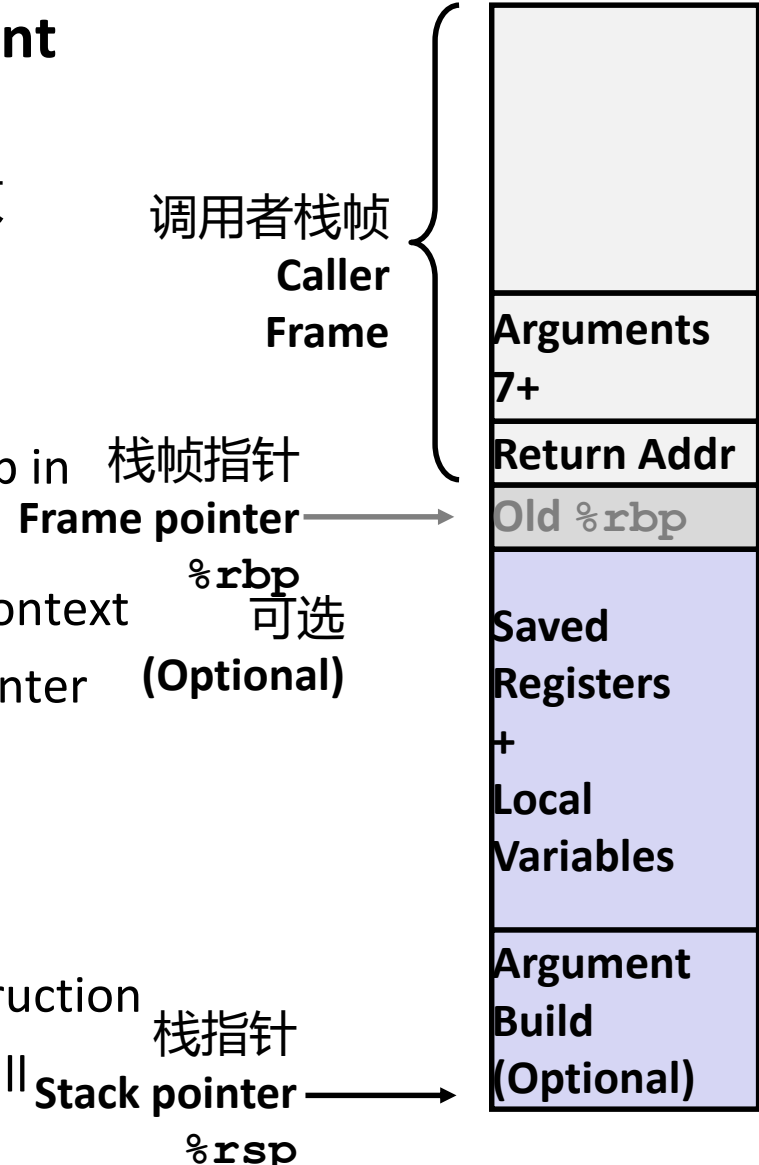 nt
调用者栈帧
Caller
Frame
Arguments
7+
Return Addr
in 栈帧指针
Frame pointer
Old %rbp
%rbp
ontext 可选
nter (Optional)
Saved
Registers
+
Local
Variables
Argument
Build
(Optional)
ruction
栈指针
ll Stack pointer
%rsp